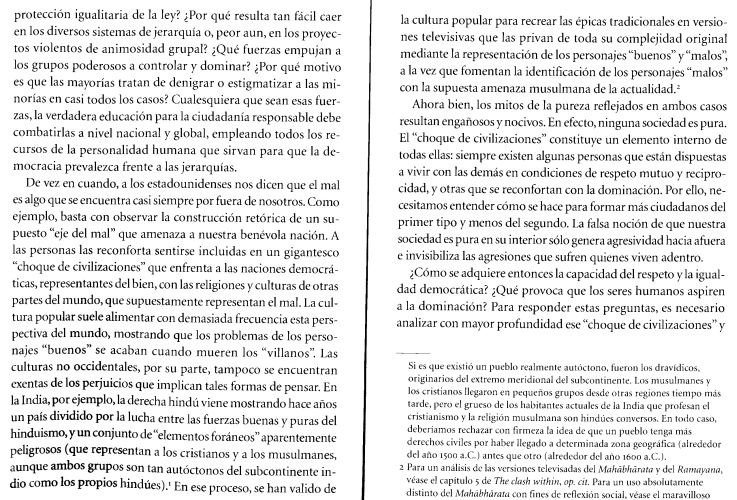 protección igualitaria de la ley? ¿Por qué resulta tan fácil caer
en los diversos sistemas de jerarquía o, peor aun, en los proyec-
tos violentos de animosidad grupal? ¿Qué fuerzas empujan a
los grupos poderosos a controlar y dominar? ¿Por qué motivo
es que las mayorías tratan de denigrar o estigmatizar a las mi-
norías en casi todos los casos? Cualesquiera que sean esas fuer-
zas, la verdadera educación para la ciudadanía responsable debe
combatirlas a nivel nacional y global, empleando todos los re-
cursos de la personalidad humana que sirvan para que la de-
mocracia prevalezca frente a las jerarquías.
De vez en cuando, a los estadounidenses nos dicen que el mal
es algo que se encuentra casi siempre por fuera de nosotros. Como
ejemplo, basta con observar la construcción retórica de un su-
puesto "eje del mal" que amenaza a nuestra benévola nación. A
las personas las reconforta sentirse incluidas en un gigantesco
"choque de civilizaciones" que enfrenta a las naciones democrá-
ticas, representantes del bien, con las religiones y culturas de otras
partes del mundo, que supuestamente representan el mal. La cul-
tura popular suele alimentar con demasiada frecuencia esta pers-
pectiva del mundo, mostrando que los problemas de los perso-
najes "buenos" se acaban cuando mueren los "villanos". Las
culturas no occidentales, por su parte, tampoco se encuentran
exentas de los perjuicios que implican tales formas de pensar. En
la India, por ejemplo, la derecha hindú viene mostrando hace años
un país dividido por la lucha entre las fuerzas buenas y puras del
hinduismo, y un conjunto de "elementos foráneos" aparentemente
peligrosos (que representan a los cristianos y a los musulmanes,
aunque ambos grupos son tan autóctonos del subcontinente in-
dio como los propios hindúes).¹ En ese proceso, se han valido de
la cultura popular para recrear las épicas tradicionales en versio-
nes televisivas que las privan de toda su complejidad original
mediante la representación de los personajes "buenos" y "malos",
a la vez que fomentan la identificación de los personajes "malos"
con la supuesta amenaza musulmana de la actualidad.²
Ahora bien, los mitos de la pureza reflejados en ambos casos
resultan engañosos y nocivos. En efecto, ninguna sociedad es pura.
El "choque de civilizaciones" constituye un elemento interno de
todas ellas: siempre existen algunas personas que están dispuestas
a vivir con las demás en condiciones de respeto mutuo y recipro-
cidad, y otras que se reconfortan con la dominación. Por ello, ne-
cesitamos entender cómo se hace para formar más ciudadanos del
primer tipo y menos del segundo. La falsa noción de que nuestra
sociedad es pura en su interior sólo genera agresividad hacia afuera
e invisibiliza las agresiones que sufren quienes viven adentro.
¿Cómo se adquiere entonces la capacidad del respeto y la igual-
dad democrática? ¿Qué provoca que los seres humanos aspiren
a la dominación? Para responder estas preguntas, es necesario
analizar con mayor profundidad ese "choque de civilizaciones" y
Si es que existió un pueblo realmente autóctono, fueron los dravídicos,
originarios del extremo meridional del subcontinente. Los musulmanes y
los cristianos llegaron en pequeños grupos desde otras regiones tiempo más
tarde, pero el grueso de los habitantes actuales de la India que profesan el
cristianismo y la religión musulmana son hindúes conversos. En todo caso,
deberíamos rechazar con firmeza la idea de que un pueblo tenga más
derechos civiles por haber llegado a determinada zona geográfica (alrededor
del año 1500 a.C.) antes que otro (alrededor del año 1600 a.C.).
2 Para un análisis de las versiones televisadas del Mahābhārata y del Ramayana,
véase el capítulo 5 de The clash within, op. cit. Para un uso absolutamente
distinto del Mahābhārata con fines de reflexión social, véase el maravilloso